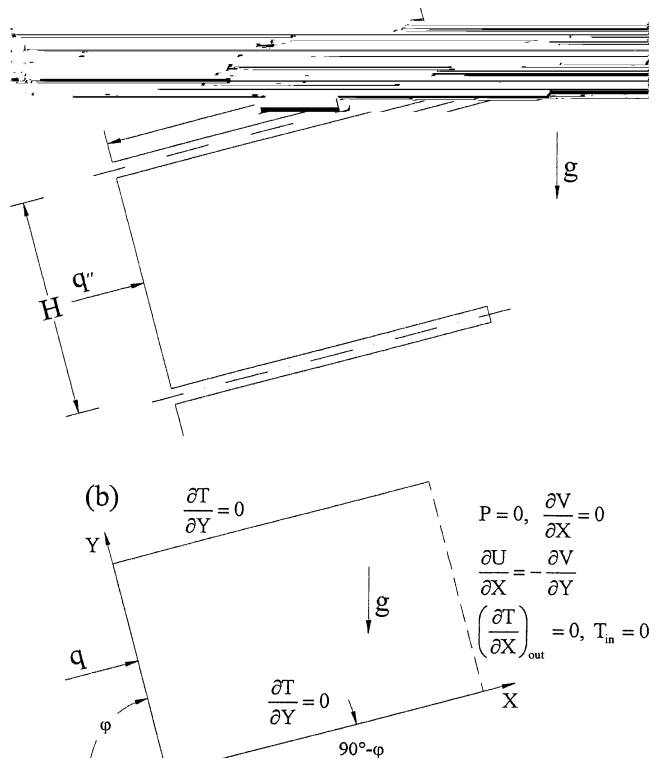 g
q″
H
(b)
∂T/∂Y = 0
P = 0, ∂V/∂X = 0
Y
∂U/∂X = - ∂V/∂Y
g
(∂T/∂X)out = 0, Tin = 0
q
∂T/∂Y = 0
X
φ
90°-φ